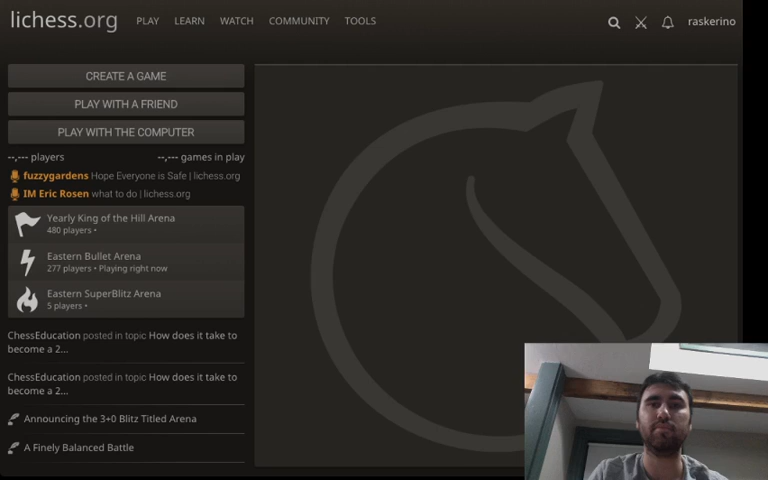 lichess.org
PLAY LEARN WATCH COMMUNITY TOOLS raskerino
CREATE A GAME
PLAY WITH A FRIEND
PLAY WITH THE COMPUTER
--,--- players --,--- games in play
fuzzygardens Hope Everyone is Safe | lichess.org
IM Eric Rosen what to do | lichess.org
Yearly King of the Hill Arena
480 players •
Eastern Bullet Arena
277 players • Playing right now
Eastern SuperBlitz Arena
5 players •
ChessEducation posted in topic How does it take to
become a 2...
ChessEducation posted in topic How does it take to
become a 2...
Announcing the 3+0 Blitz Titled Arena
A Finely Balanced Battle